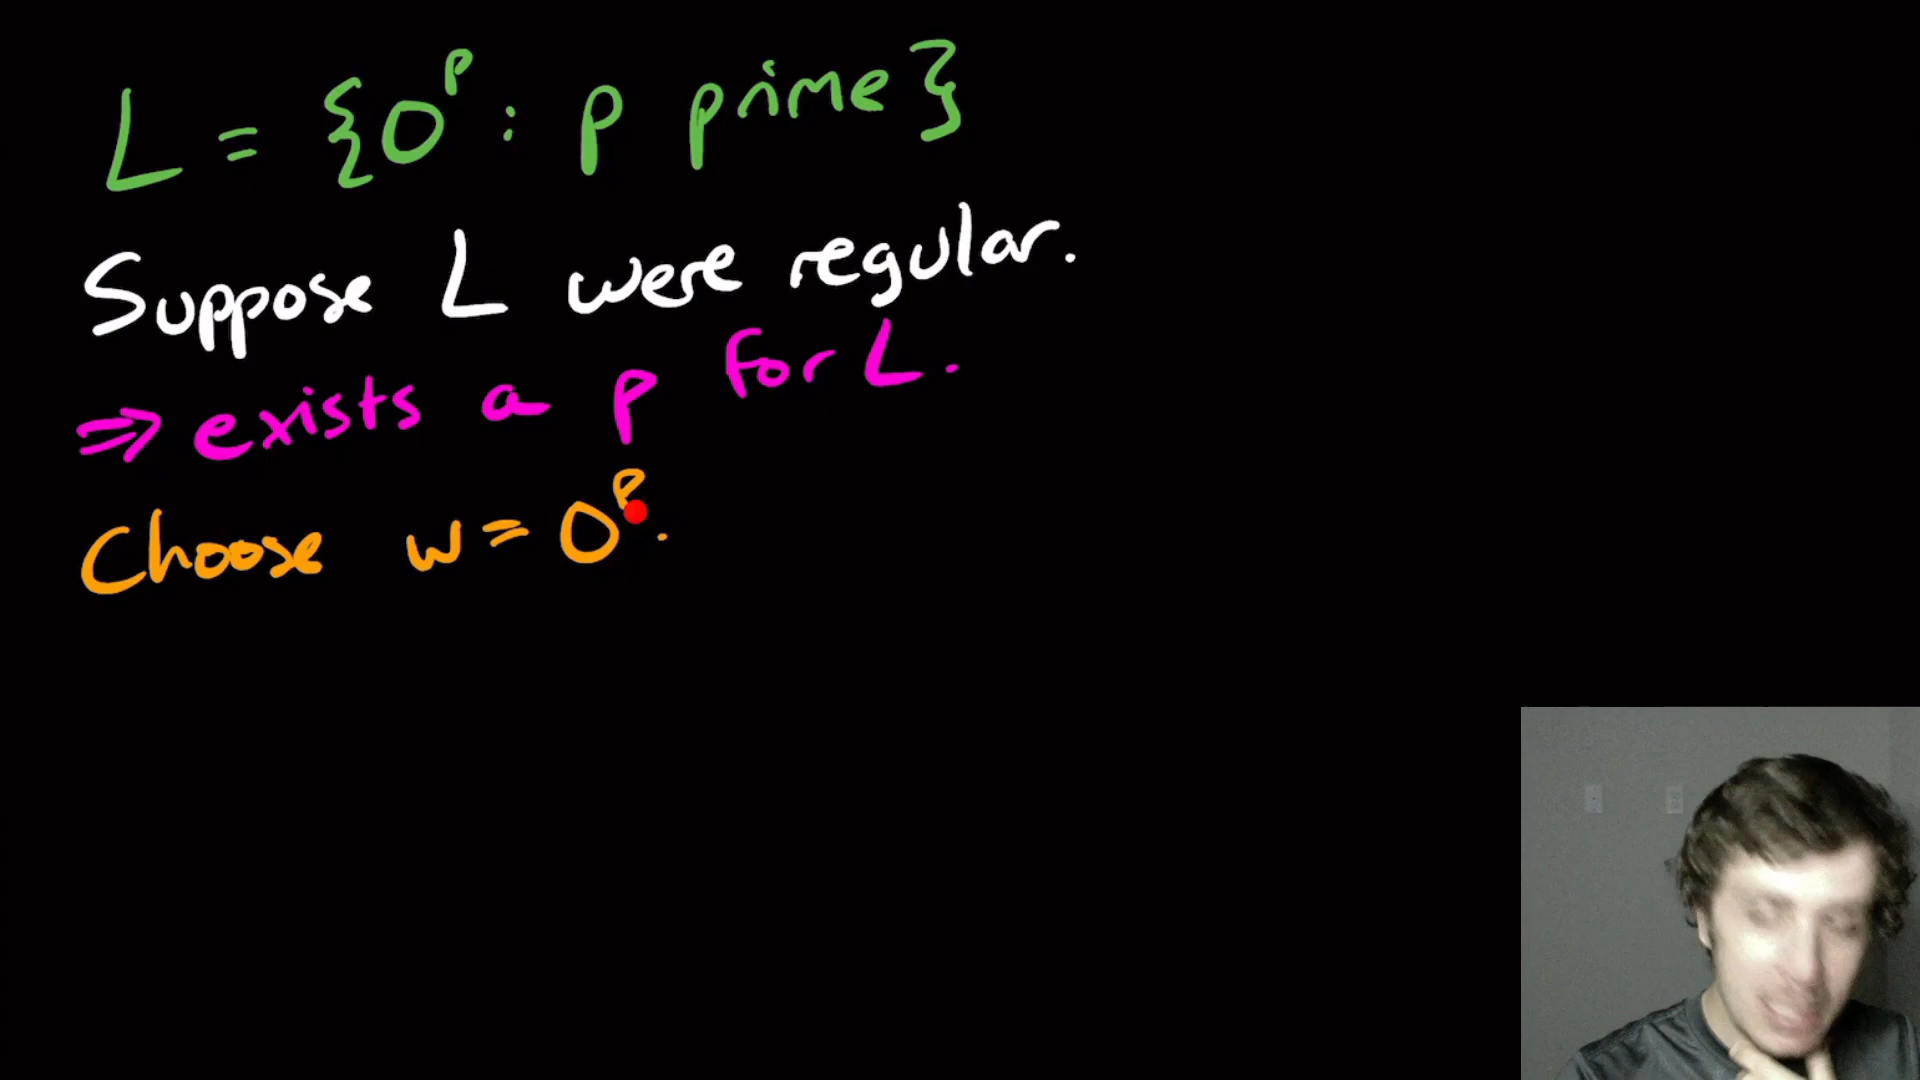 L = {0^p : p prime}
Suppose L were regular.
⇒ exists a p for L.
Choose w = 0^p.